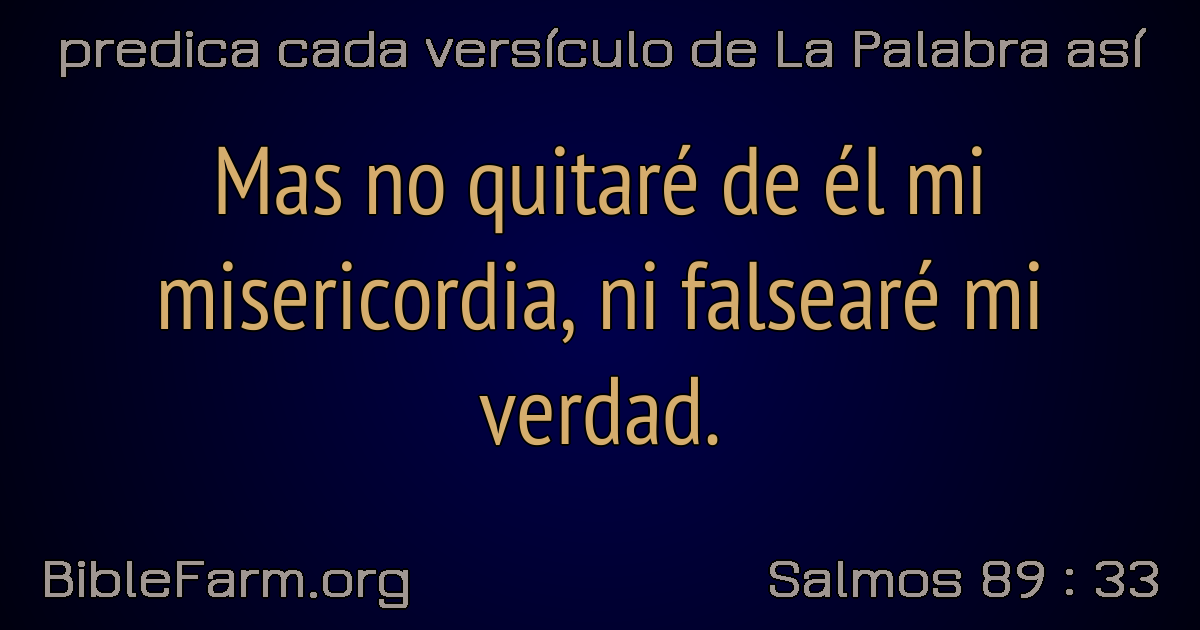 predica cada versículo de La Palabra así
Mas no quitaré de él mi
misericordia, ni falsearé mi
verdad.
BibleFarm.org
Salmos 89 : 33